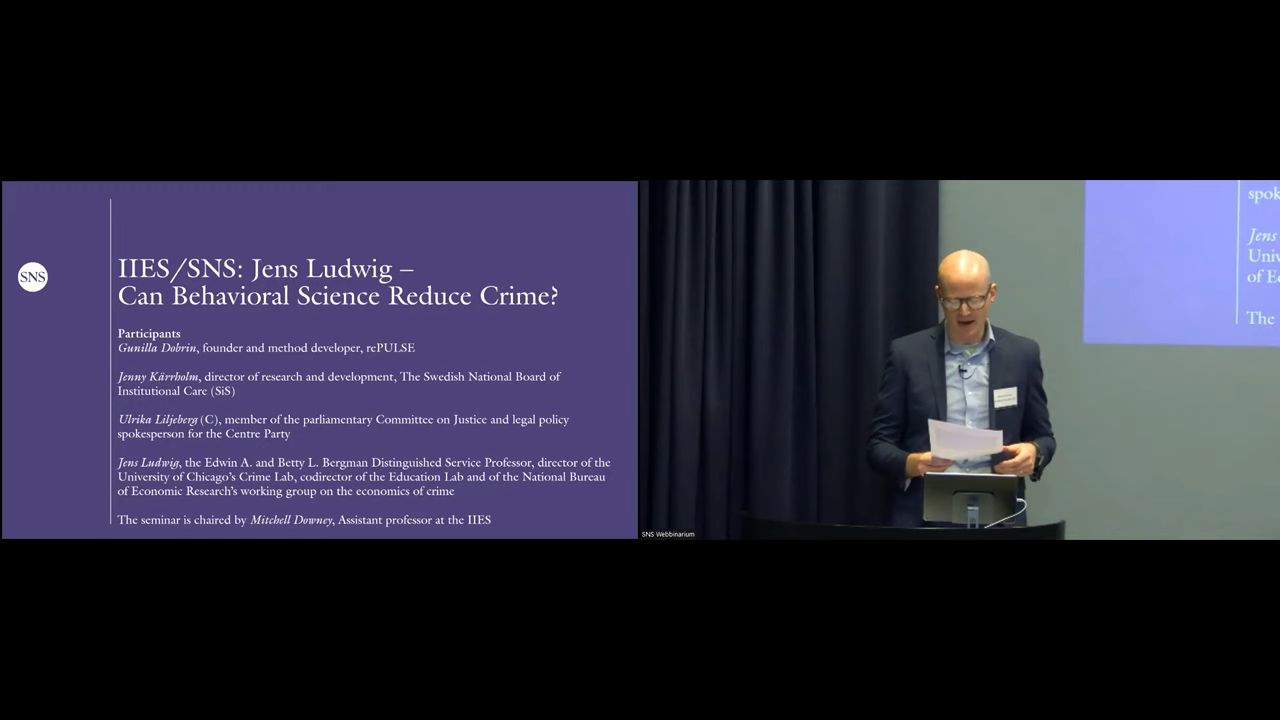 SNS
IIES/SNS: Jens Ludwig –
Can Behavioral Science Reduce Crime?
Participants
Gunilla Dobrin, founder and method developer, rePULSE
Jenny Kärrholm, director of research and development, The Swedish National Board of
Institutional Care (SiS)
Ulrika Liljeberg (C), member of the parliamentary Committee on Justice and legal policy
spokesperson for the Centre Party
Jens Ludwig, the Edwin A. and Betty L. Bergman Distinguished Service Professor, director of the
University of Chicago's Crime Lab, codirector of the Education Lab and of the National Bureau
of Economic Research's working group on the economics of crime
The seminar is chaired by Mitchell Downey, Assistant professor at the IIES
spok
Jens
Univ
of Ec
The
SNS Webbinarium